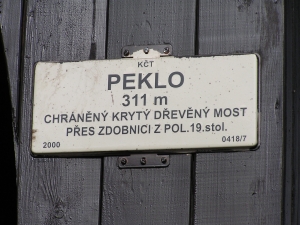 KČT
PEKLO
311 m
CHRÁNĚNÝ KRYTÝ DŘEVĚNÝ MOST
PŘES ZDOBNICI Z POL.19.stol.
2000 0418/7